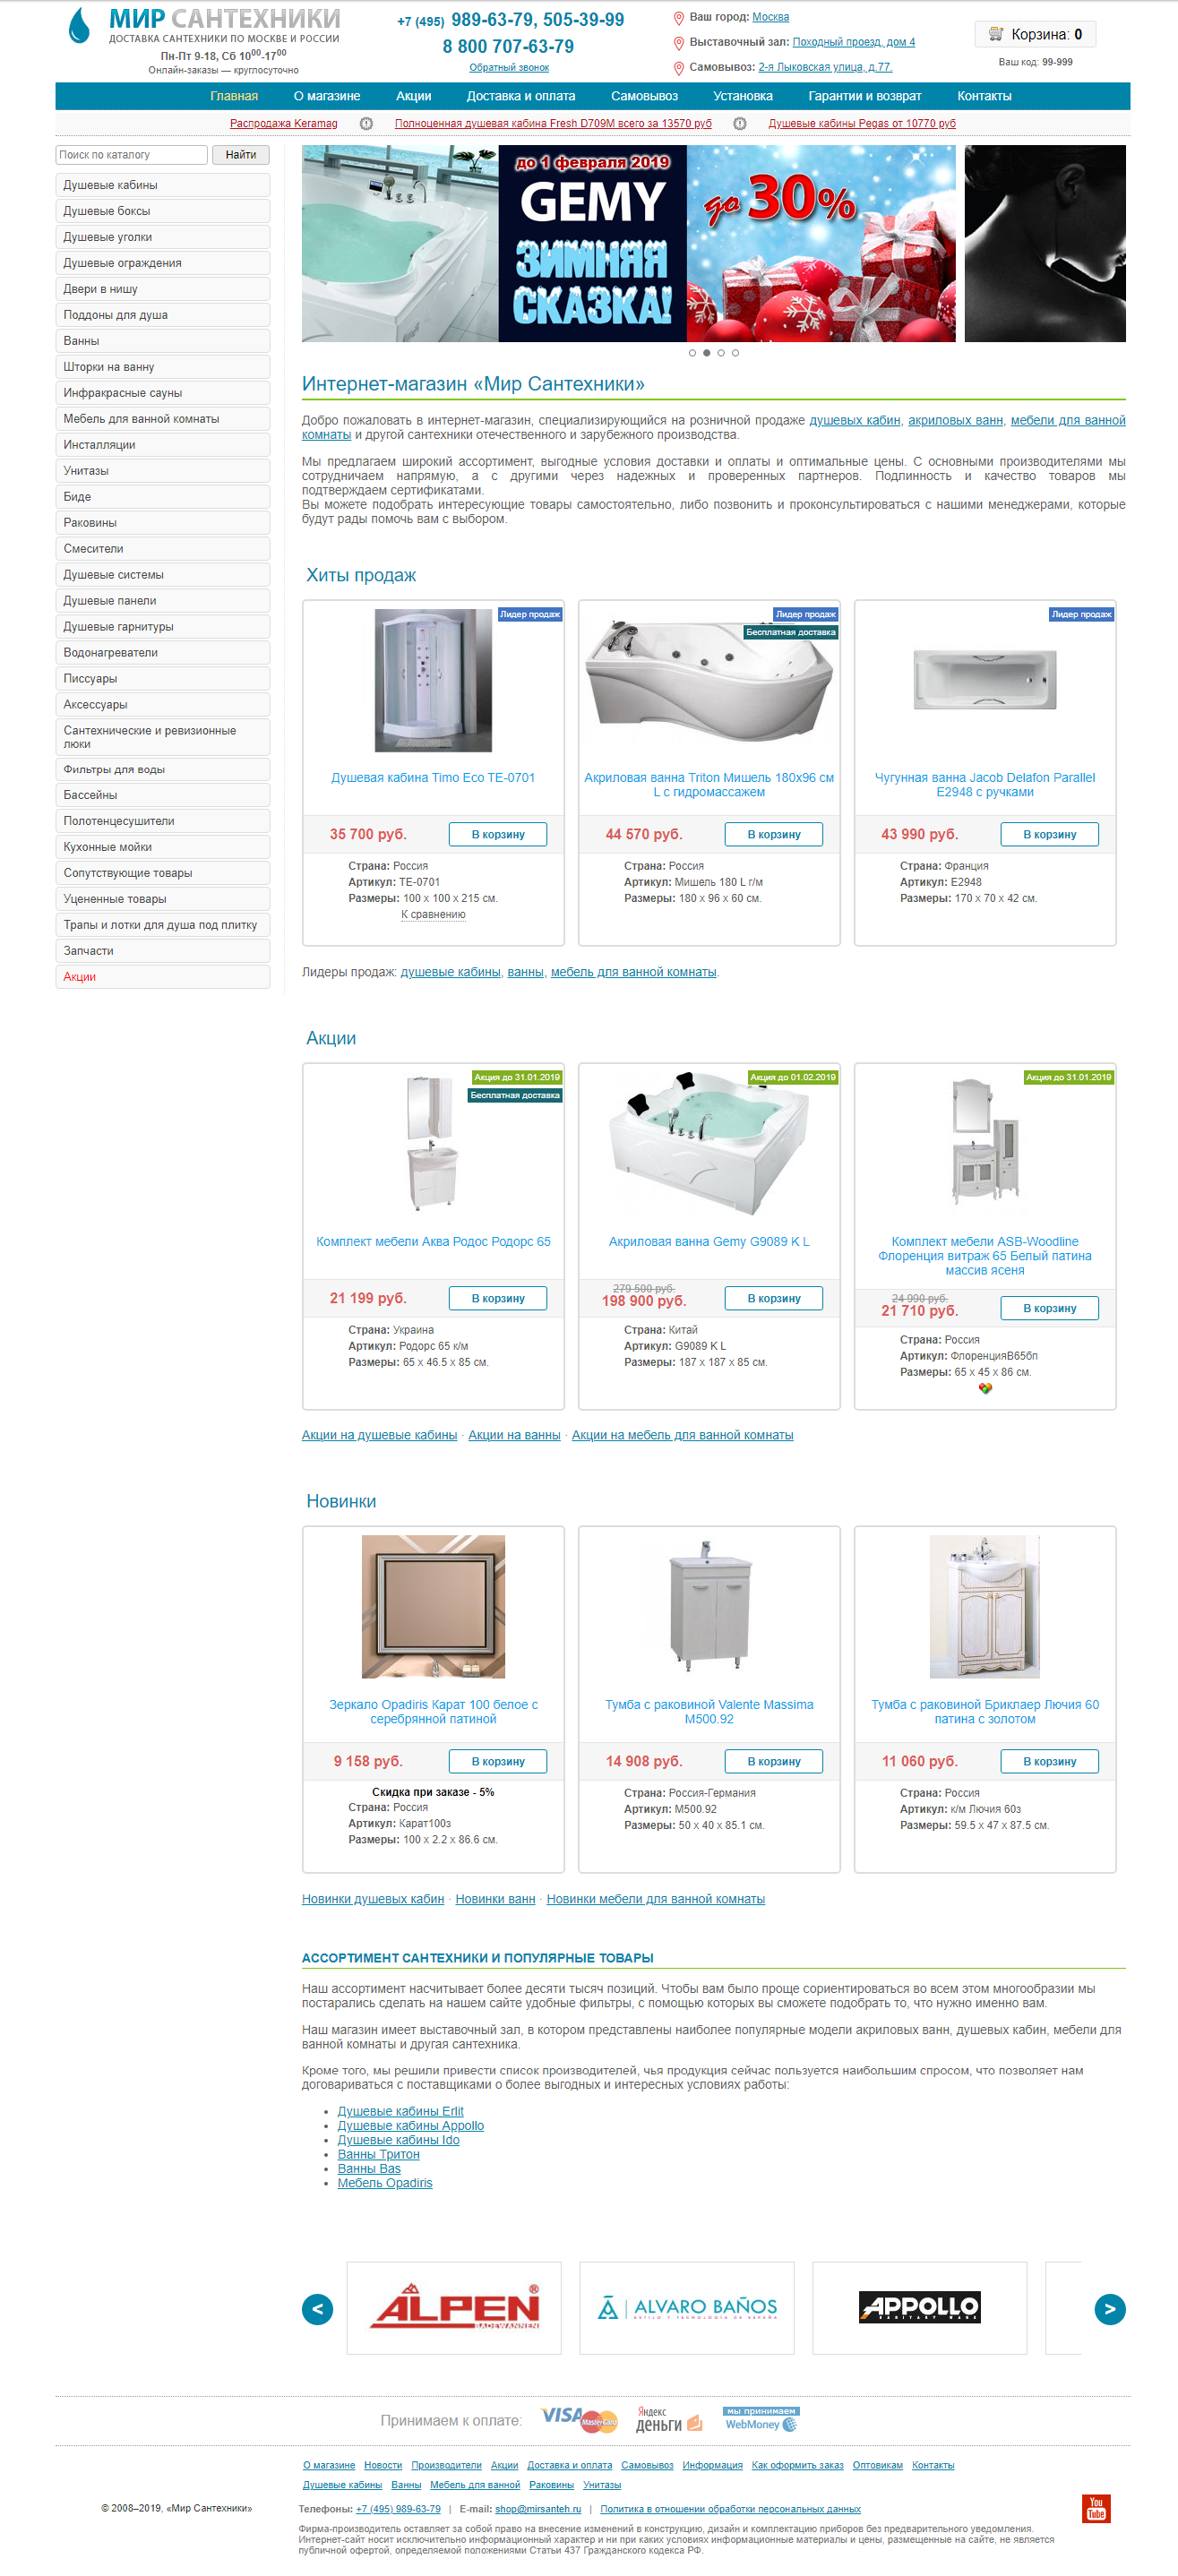 МИР САНТЕХНИКИ
ДОСТАВКА САНТЕХНИКИ ПО МОСКВЕ И РОССИИ
Пн-Пт 9-18, Сб 10⁰⁰-17⁰⁰
Онлайн-заказы — круглосуточно
+7 (495) 989-63-79, 505-39-99
8 800 707-63-79
Обратный звонок
Ваш город: Москва
Выставочный зал: Походный проезд, дом 4
Самовывоз: 2-я Лыковская улица, д.77.
Корзина: 0
Ваш код: 99-999
Главная О магазине Акции Доставка и оплата Самовывоз Установка Гарантии и возврат Контакты
Распродажа Keramag Полноценная душевая кабина Fresh D709M всего за 13570 руб Душевые кабины Pegas от 10770 руб
Поиск по каталогу Найти
Душевые кабины
Душевые боксы
Душевые уголки
Душевые ограждения
Двери в нишу
Поддоны для душа
Ванны
Шторки на ванну
Инфракрасные сауны
Мебель для ванной комнаты
Инсталляции
Унитазы
Биде
Раковины
Смесители
Душевые системы
Душевые панели
Душевые гарнитуры
Водонагреватели
Писсуары
Аксессуары
Сантехнические и ревизионные
люки
Фильтры для воды
Бассейны
Полотенцесушители
Кухонные мойки
Сопутствующие товары
Уцененные товары
Трапы и лотки для душа под плитку
Запчасти
Акции
до 1 февраля 2019
GEMY
ЗИМНЯЯ
СКАЗКА!
до 30%
Интернет-магазин «Мир Сантехники»
Добро пожаловать в интернет-магазин, специализирующийся на розничной продаже душевых кабин, акриловых ванн, мебели для ванной
комнаты и другой сантехники отечественного и зарубежного производства.
Мы предлагаем широкий ассортимент, выгодные условия доставки и оплаты и оптимальные цены. С основными производителями мы
сотрудничаем напрямую, а с другими через надежных и проверенных партнеров. Подлинность и качество товаров мы
подтверждаем сертификатами.
Вы можете подобрать интересующие товары самостоятельно, либо позвонить и проконсультироваться с нашими менеджерами, которые
будут рады помочь вам с выбором.
Хиты продаж
Лидер продаж
Душевая кабина Timo Eco TE-0701
35 700 руб. В корзину
Страна: Россия
Артикул: TE-0701
Размеры: 100 x 100 x 215 см.
К сравнению
Лидер продаж
Бесплатная доставка
Акриловая ванна Triton Мишель 180x96 см
L с гидромассажем
44 570 руб. В корзину
Страна: Россия
Артикул: Мишель 180 L г/м
Размеры: 180 x 96 x 60 см.
Лидер продаж
Чугунная ванна Jacob Delafon Parallel
E2948 с ручками
43 990 руб. В корзину
Страна: Франция
Артикул: E2948
Размеры: 170 x 70 x 42 см.
Лидеры продаж: душевые кабины, ванны, мебель для ванной комнаты.
Акции
Акция до 31.01.2019
Бесплатная доставка
Комплект мебели Аква Родос Родорс 65
21 199 руб. В корзину
Страна: Украина
Артикул: Родорс 65 к/м
Размеры: 65 x 46.5 x 85 см.
Акция до 01.02.2019
Акриловая ванна Gemy G9089 K L
279 500 руб.
198 900 руб. В корзину
Страна: Китай
Артикул: G9089 K L
Размеры: 187 x 187 x 85 см.
Акция до 31.01.2019
Комплект мебели ASB-Woodline
Флоренция витраж 65 Белый патина
массив ясеня
24 990 руб.
21 710 руб. В корзину
Страна: Россия
Артикул: ФлоренцияВ65бп
Размеры: 65 x 45 x 86 см.
Акции на душевые кабины · Акции на ванны · Акции на мебель для ванной комнаты
Новинки
Зеркало Opadiris Карат 100 белое с
серебрянной патиной
9 158 руб. В корзину
Скидка при заказе - 5%
Страна: Россия
Артикул: Карат100з
Размеры: 100 x 2.2 x 86.6 см.
Тумба с раковиной Valente Massima
M500.92
14 908 руб. В корзину
Страна: Россия-Германия
Артикул: M500.92
Размеры: 50 x 40 x 85.1 см.
Тумба с раковиной Бриклаер Лючия 60
патина с золотом
11 060 руб. В корзину
Страна: Россия
Артикул: к/м Лючия 60з
Размеры: 59.5 x 47 x 87.5 см.
Новинки душевых кабин · Новинки ванн · Новинки мебели для ванной комнаты
АССОРТИМЕНТ САНТЕХНИКИ И ПОПУЛЯРНЫЕ ТОВАРЫ
Наш ассортимент насчитывает более десяти тысяч позиций. Чтобы вам было проще сориентироваться во всем этом многообразии мы
постарались сделать на нашем сайте удобные фильтры, с помощью которых вы сможете подобрать то, что нужно именно вам.
Наш магазин имеет выставочный зал, в котором представлены наиболее популярные модели акриловых ванн, душевых кабин, мебели для
ванной комнаты и другая сантехника.
Кроме того, мы решили привести список производителей, чья продукция сейчас пользуется наибольшим спросом, что позволяет нам
договариваться с поставщиками о более выгодных и интересных условиях работы:
Душевые кабины Erlit
Душевые кабины Appollo
Душевые кабины Ido
Ванны Тритон
Ванны Bas
Мебель Opadiris
< ALPEN ®
BADEWANNEN
ALVARO BAÑOS
ESTILO Y TECNOLOGIA DE ESPAÑA
APPOLLO
SANITARY WARE
>
Принимаем к оплате: VISA MasterCard Яндекс деньги мы принимаем WebMoney
О магазине Новости Производители Акции Доставка и оплата Самовывоз Информация Как оформить заказ Оптовикам Контакты
Душевые кабины Ванны Мебель для ванной Раковины Унитазы
© 2008–2019, «Мир Сантехники»
Телефоны: +7 (495) 989-63-79 | E-mail: shop@mirsanteh.ru | Политика в отношении обработки персональных данных
You Tube
Фирма-производитель оставляет за собой право на внесение изменений в конструкцию, дизайн и комплектацию приборов без предварительного уведомления.
Интернет-сайт носит исключительно информационный характер и ни при каких условиях информационные материалы и цены, размещенные на сайте, не является
публичной офертой, определяемой положениями Статьи 437 Гражданского кодекса РФ.